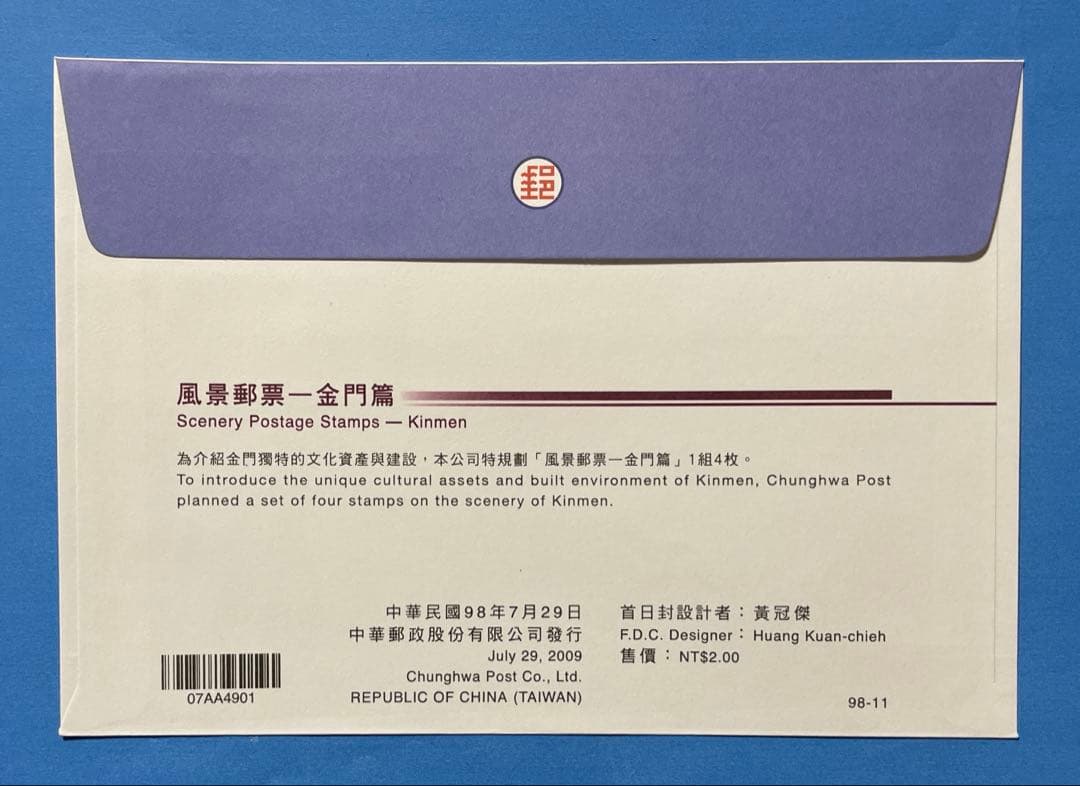 郵
風景郵票一金門篇
Scenery Postage Stamps — Kinmen
為介紹金門獨特的文化資產與建設，本公司特規劃「風景郵票一金門篇」1組4枚。
To introduce the unique cultural assets and built environment of Kinmen, Chunghwa Post
planned a set of four stamps on the scenery of Kinmen.
中華民國98年7月29日
中華郵政股份有限公司發行
July 29, 2009
Chunghwa Post Co., Ltd.
REPUBLIC OF CHINA (TAIWAN)
首日封設計者：黃冠傑
F.D.C. Designer：Huang Kuan-chieh
售價：NT$2.00
07AA4901
98-11